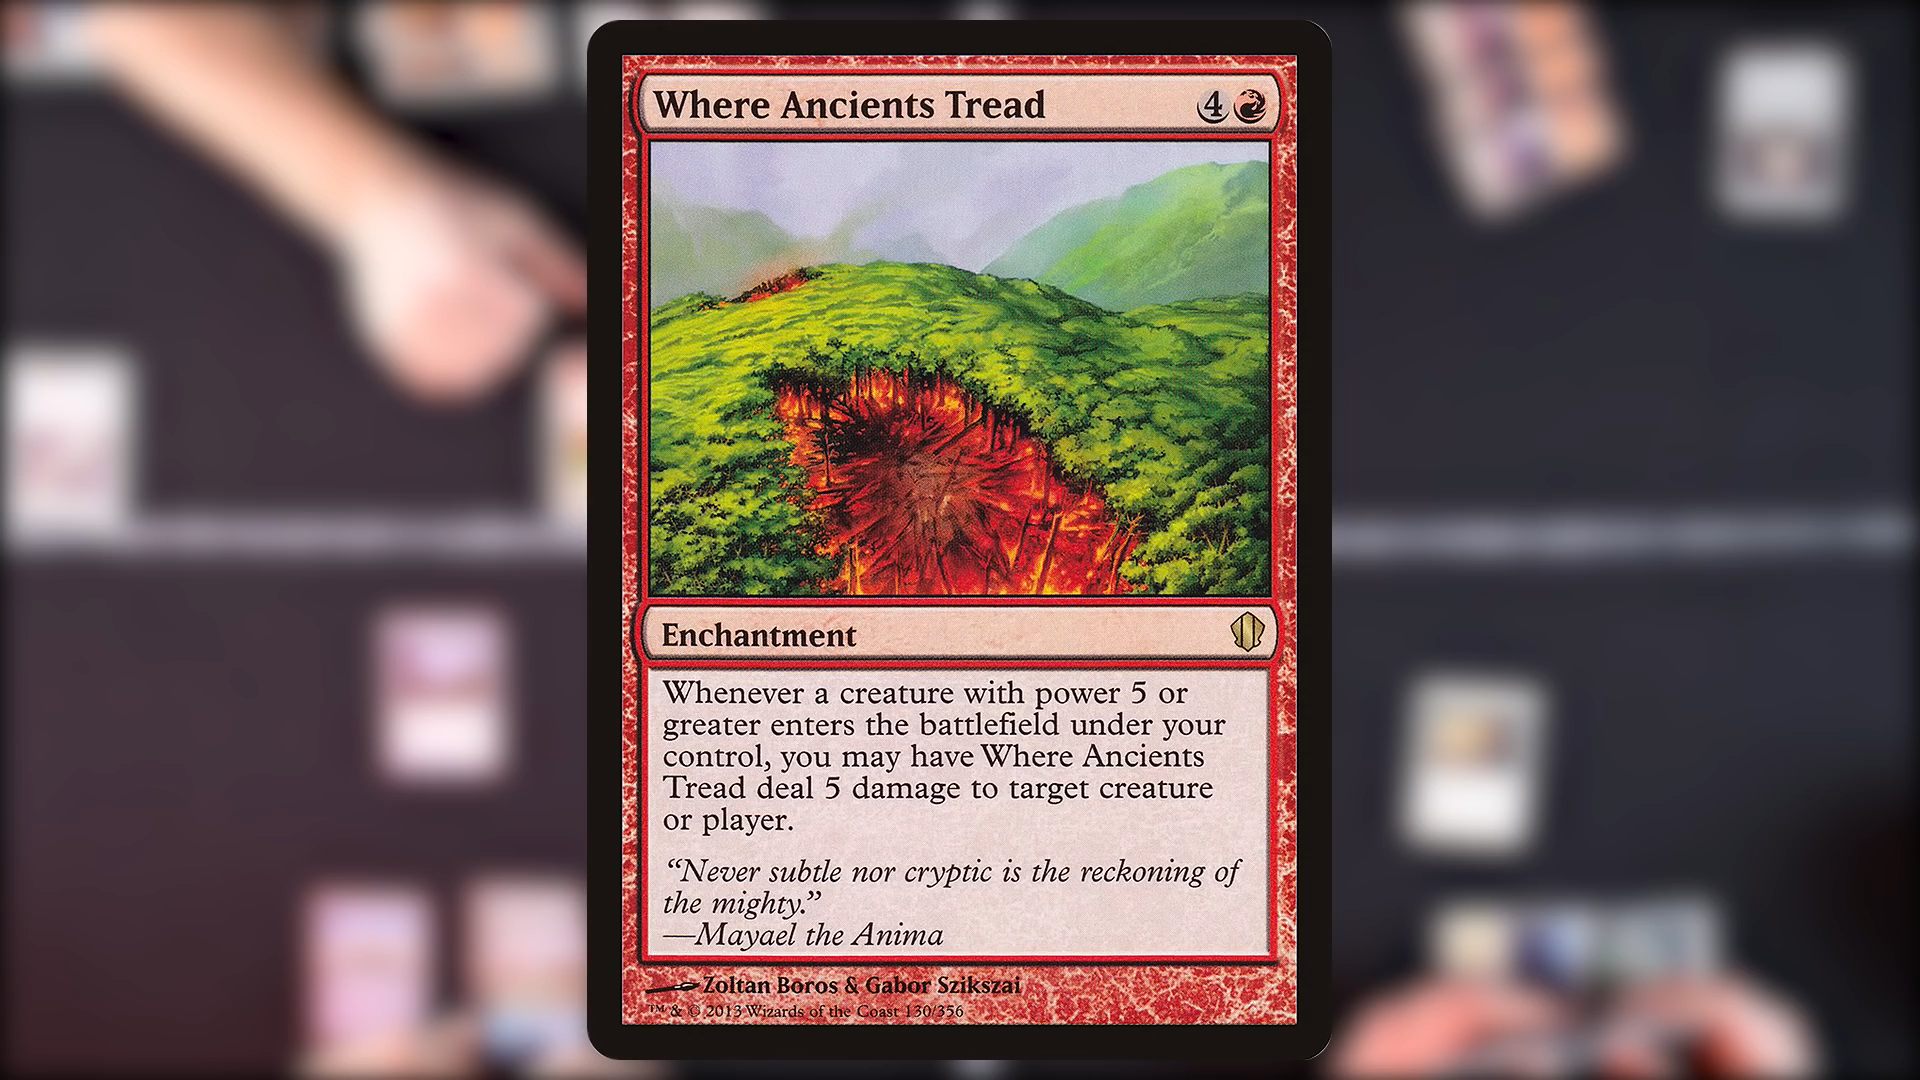 Where Ancients Tread 4
Enchantment
Whenever a creature with power 5 or
greater enters the battlefield under your
control, you may have Where Ancients
Tread deal 5 damage to target creature
or player.
“Never subtle nor cryptic is the reckoning of
the mighty.”
—Mayael the Anima
Zoltan Boros & Gabor Szikszai
™ & © 2013 Wizards of the Coast 130/356